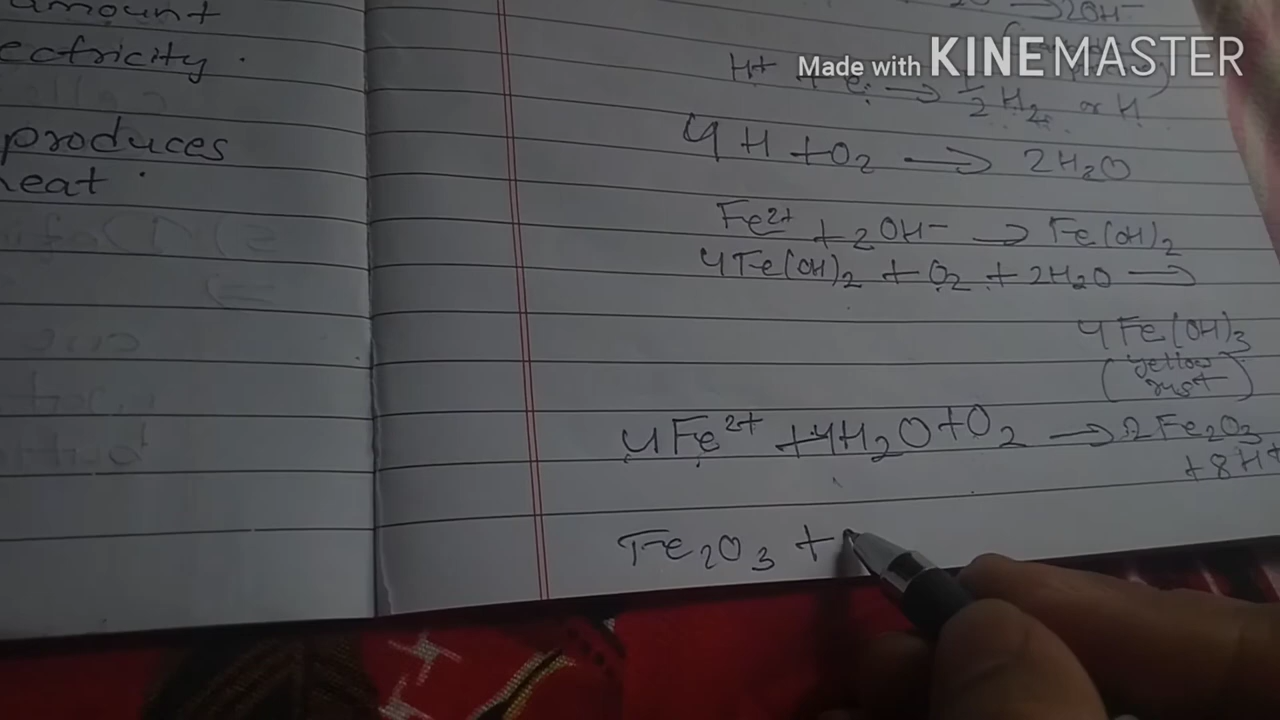 amount
ectricity.
produces
heat.
→ 2OH-
Made with KINEMASTER
H+ + e → 1/2 H2 or H
4H + O2 → 2H2O
Fe2+ + 2OH- → Fe(OH)2
4Fe(OH)2 + O2 + 2H2O →
4Fe(OH)3
(yellow
rust)
4Fe2+ + 4H2O + O2 → 2Fe2O3
+ 8H+
Fe2O3 +